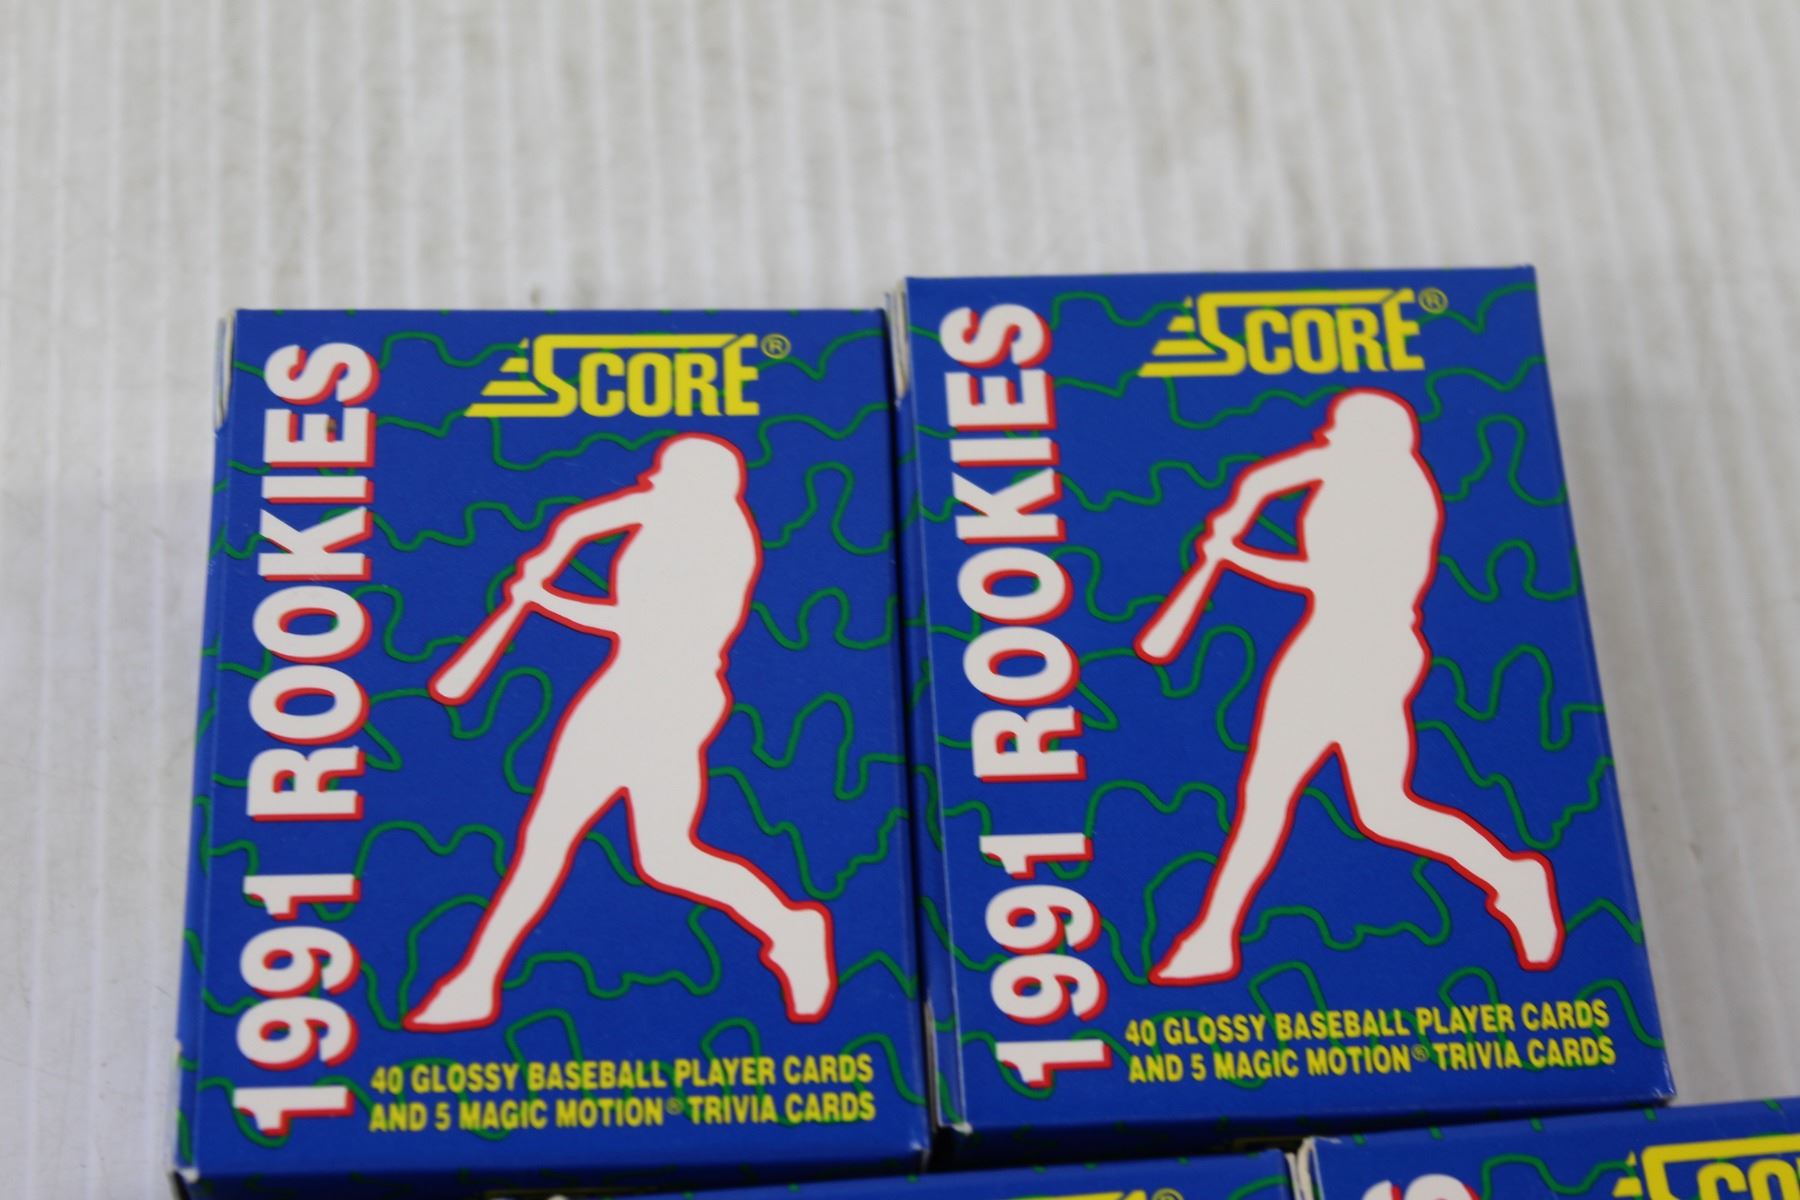 SCORE®
1991 ROOKIES
40 GLOSSY BASEBALL PLAYER CARDS
AND 5 MAGIC MOTION® TRIVIA CARDS
SCORE®
1991 ROOKIES
40 GLOSSY BASEBALL PLAYER CARDS
AND 5 MAGIC MOTION® TRIVIA CARDS